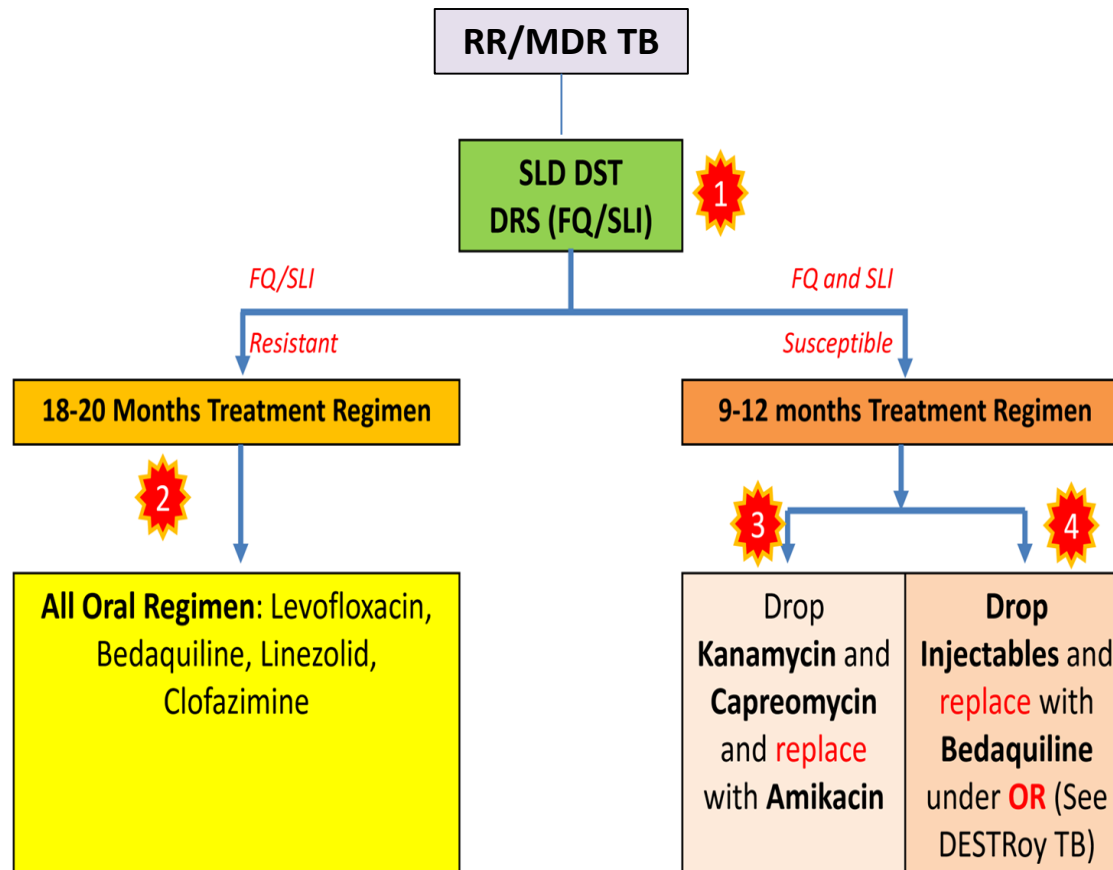 RR/MDR TB
SLD DST
DRS (FQ/SLI)
1
FQ/SLI
Resistant
FQ and SLI
Susceptible
18-20 Months Treatment Regimen
9-12 months Treatment Regimen
2
3
4
All Oral Regimen: Levofloxacin,
Bedaquiline, Linezolid,
Clofazimine
Drop
Kanamycin and
Capreomycin
and replace
with Amikacin
Drop
Injectables and
replace with
Bedaquiline
under OR (See
DESTRoy TB)